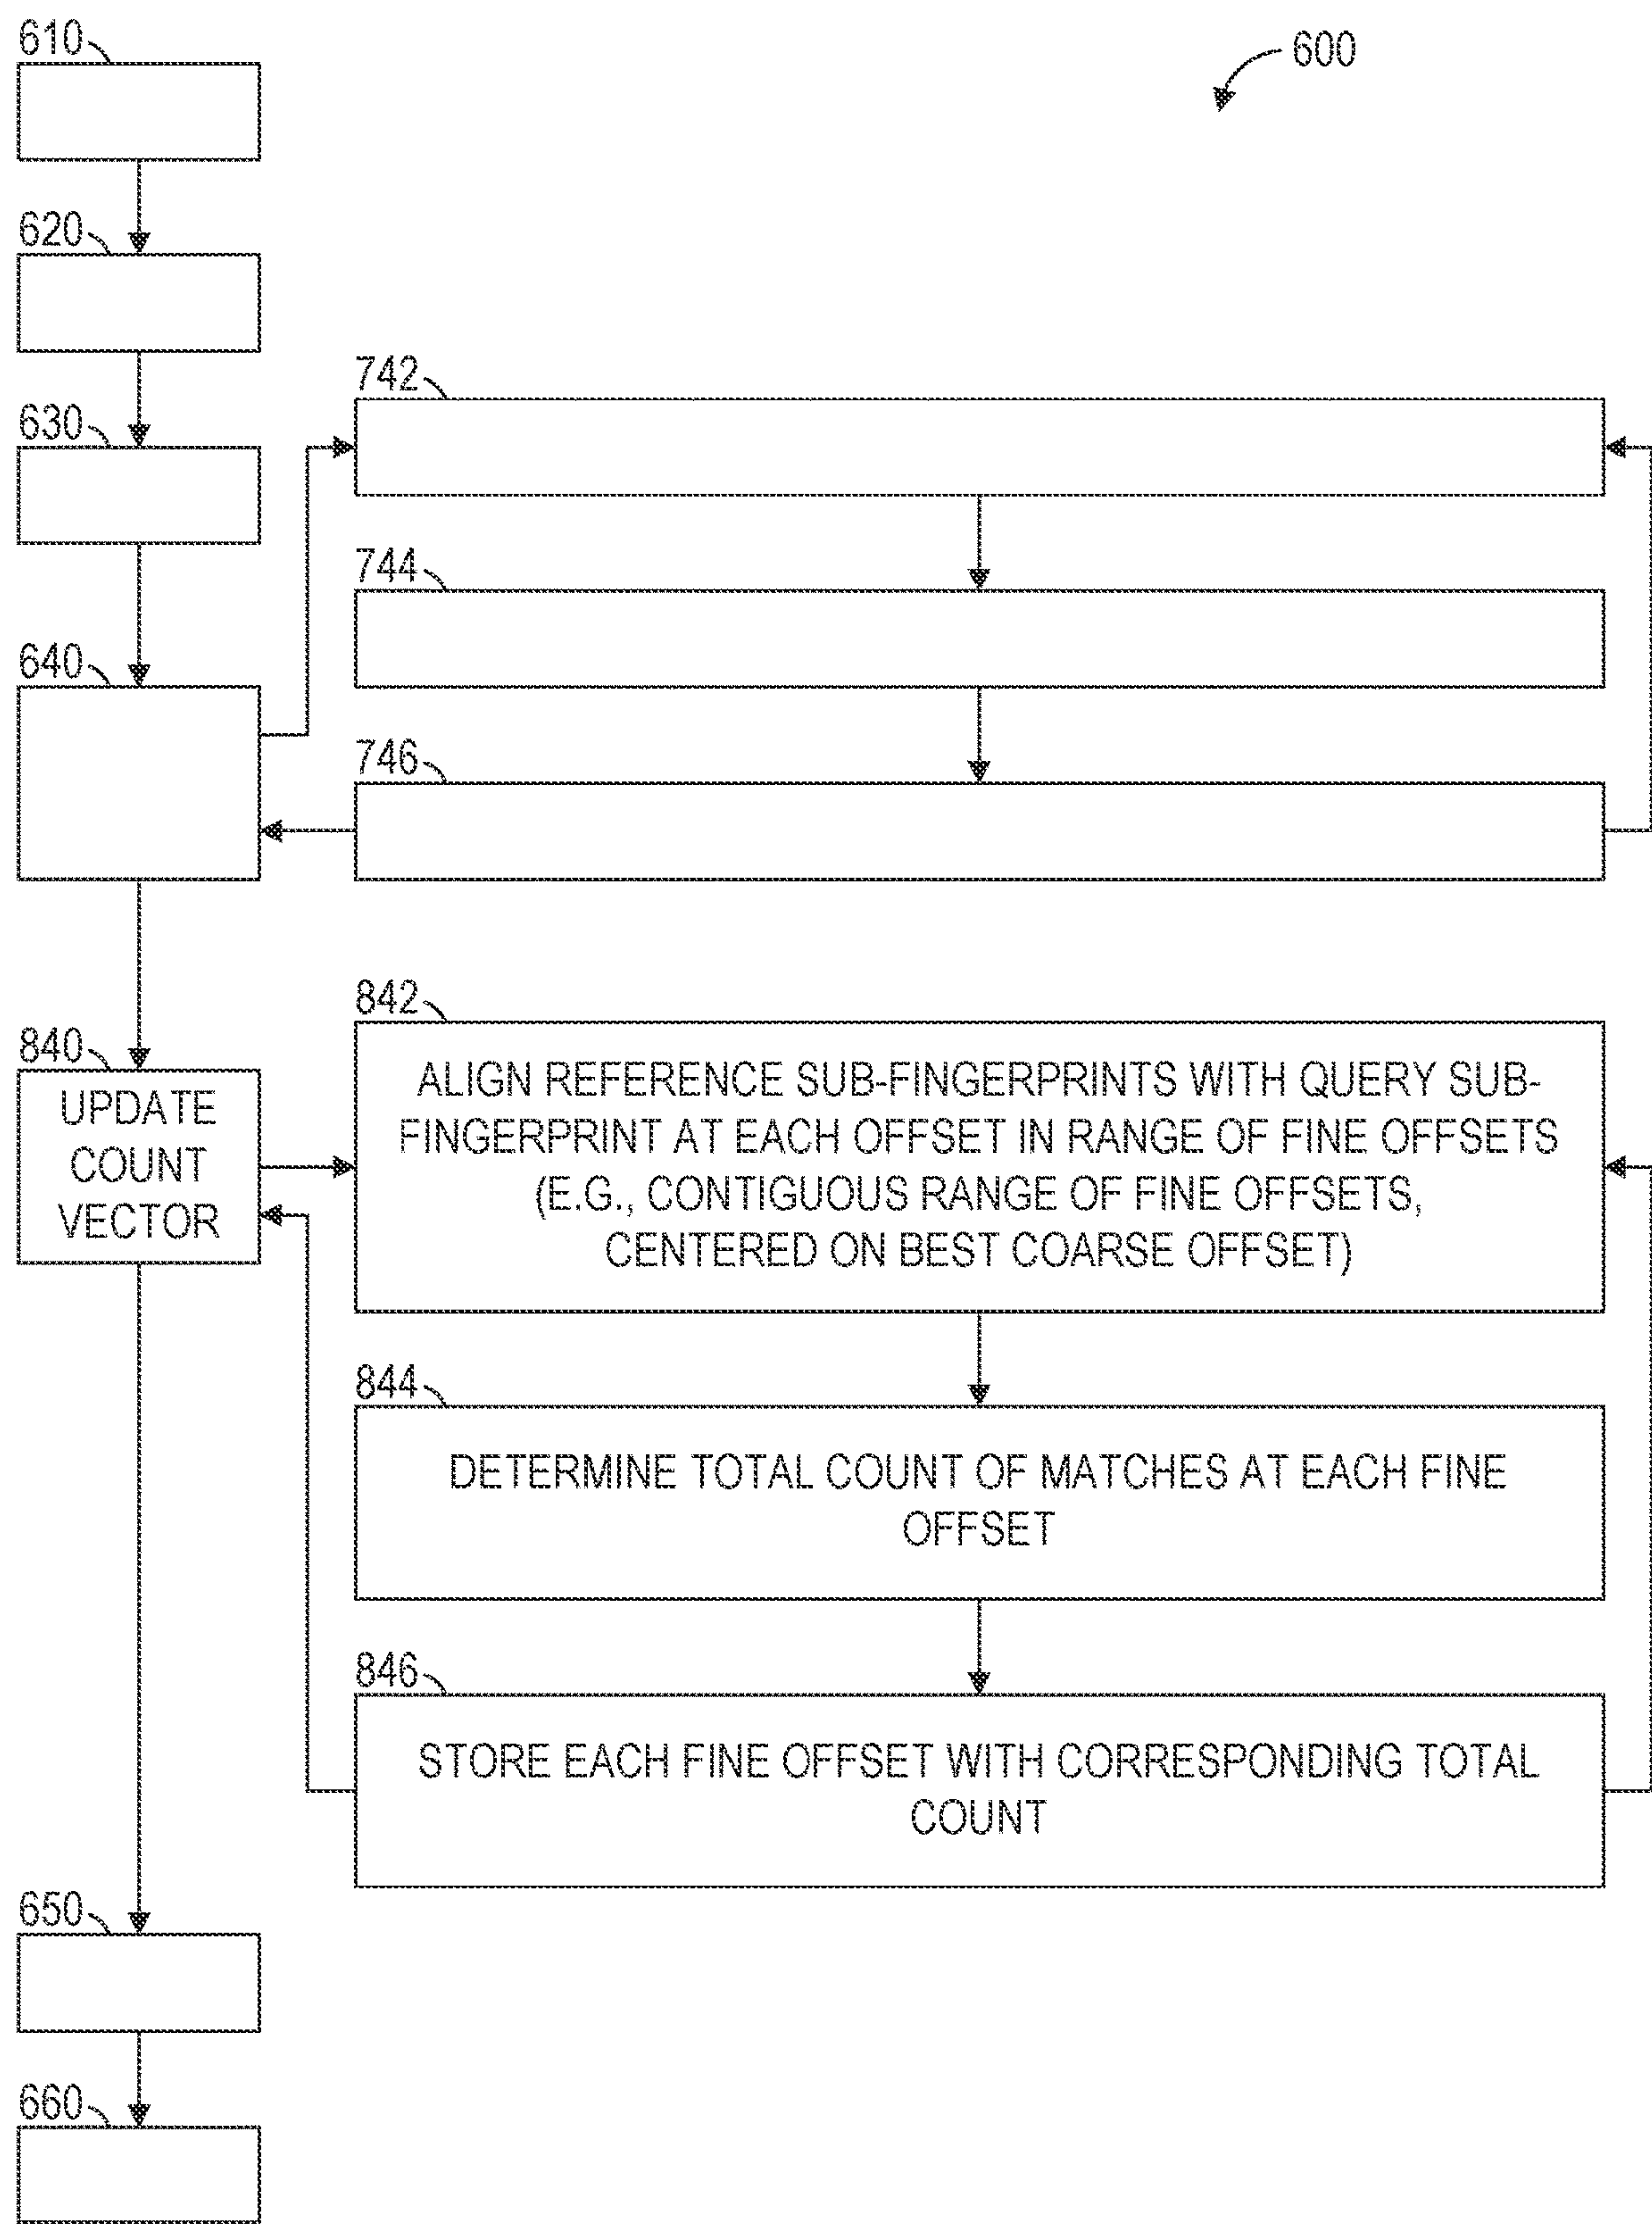 610
600
620
630
742
744
640
746
840
UPDATE
COUNT
VECTOR
842
ALIGN REFERENCE SUB-FINGERPRINTS WITH QUERY SUB-
FINGERPRINT AT EACH OFFSET IN RANGE OF FINE OFFSETS
(E.G., CONTIGUOUS RANGE OF FINE OFFSETS,
CENTERED ON BEST COARSE OFFSET)
844
DETERMINE TOTAL COUNT OF MATCHES AT EACH FINE
OFFSET
846
STORE EACH FINE OFFSET WITH CORRESPONDING TOTAL
COUNT
650
660